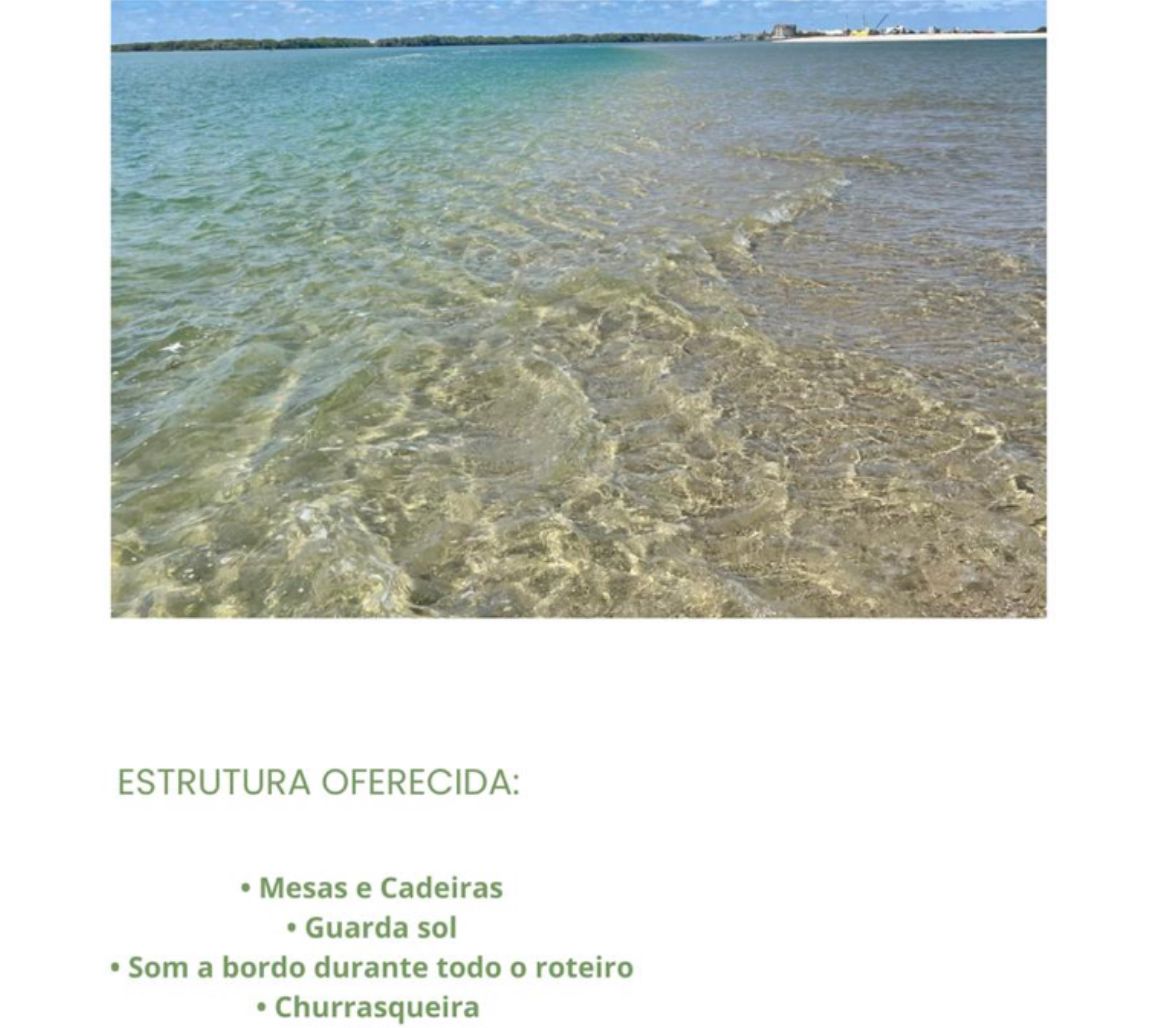 ESTRUTURA OFERECIDA:
• Mesas e Cadeiras
• Guarda sol
• Som a bordo durante todo o roteiro
• Churrasqueira